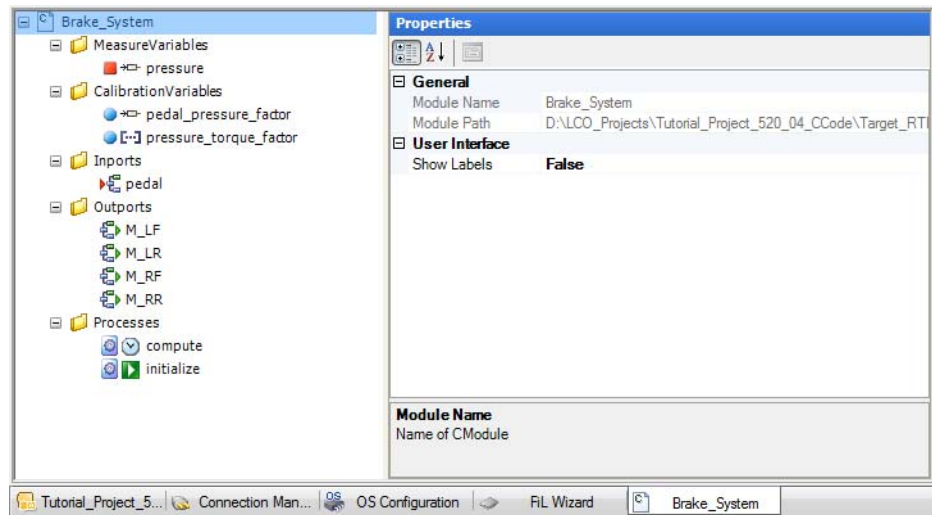 Brake_System
MeasureVariables
pressure
CalibrationVariables
pedal_pressure_factor
pressure_torque_factor
Inports
pedal
Outports
M_LF
M_LR
M_RF
M_RR
Processes
compute
initialize
Properties
General
Module Name Brake_System
Module Path D:\LCO_Projects\Tutorial_Project_520_04_CCode\Target_RTI
User Interface
Show Labels False
Module Name
Name of CModule
Tutorial_Project_5... Connection Man... OS Configuration FiL Wizard Brake_System